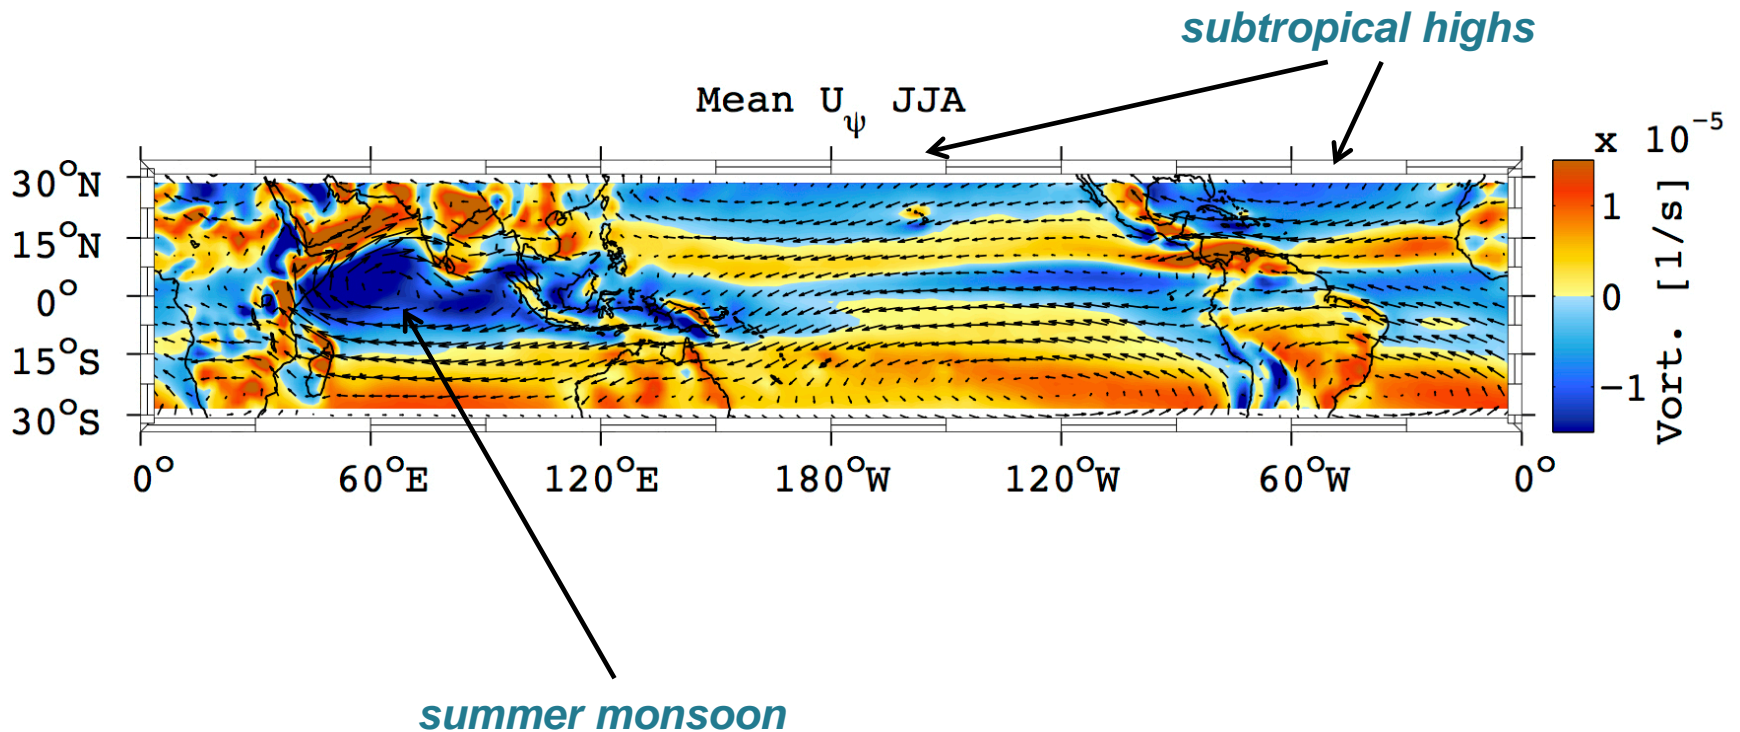 subtropical highs
Mean Uψ JJA
x 10⁻⁵
30°N
15°N
0°
15°S
30°S
1
0
−1
vort. [1/s]
0° 60°E 120°E 180°W 120°W 60°W 0°
summer monsoon